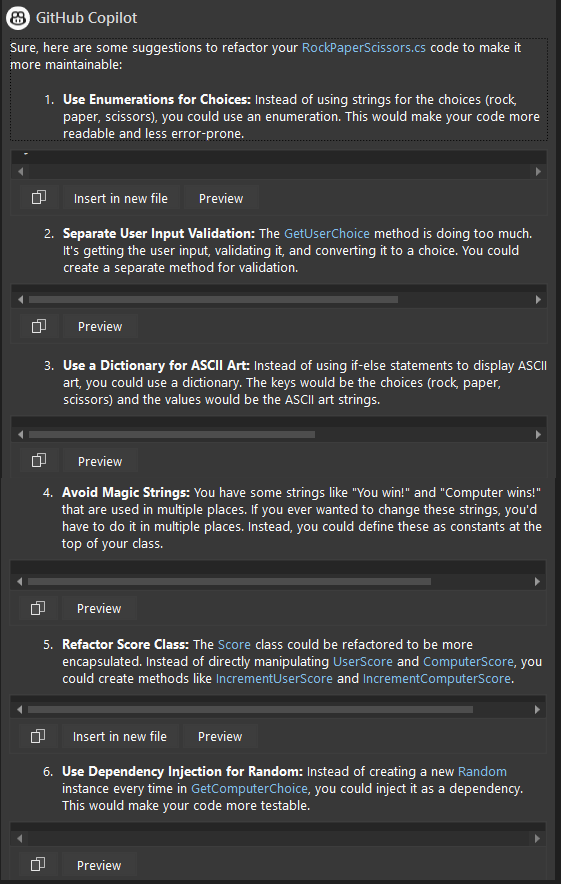 GitHub Copilot
Sure, here are some suggestions to refactor your RockPaperScissors.cs code to make it
more maintainable:
1. Use Enumerations for Choices: Instead of using strings for the choices (rock,
paper, scissors), you could use an enumeration. This would make your code more
readable and less error-prone.
Insert in new file Preview
2. Separate User Input Validation: The GetUserChoice method is doing too much.
It's getting the user input, validating it, and converting it to a choice. You could
create a separate method for validation.
Preview
3. Use a Dictionary for ASCII Art: Instead of using if-else statements to display ASCII
art, you could use a dictionary. The keys would be the choices (rock, paper,
scissors) and the values would be the ASCII art strings.
Preview
4. Avoid Magic Strings: You have some strings like "You win!" and "Computer wins!"
that are used in multiple places. If you ever wanted to change these strings, you'd
have to do it in multiple places. Instead, you could define these as constants at the
top of your class.
Preview
5. Refactor Score Class: The Score class could be refactored to be more
encapsulated. Instead of directly manipulating UserScore and ComputerScore, you
could create methods like IncrementUserScore and IncrementComputerScore.
Insert in new file Preview
6. Use Dependency Injection for Random: Instead of creating a new Random
instance every time in GetComputerChoice, you could inject it as a dependency.
This would make your code more testable.
Preview